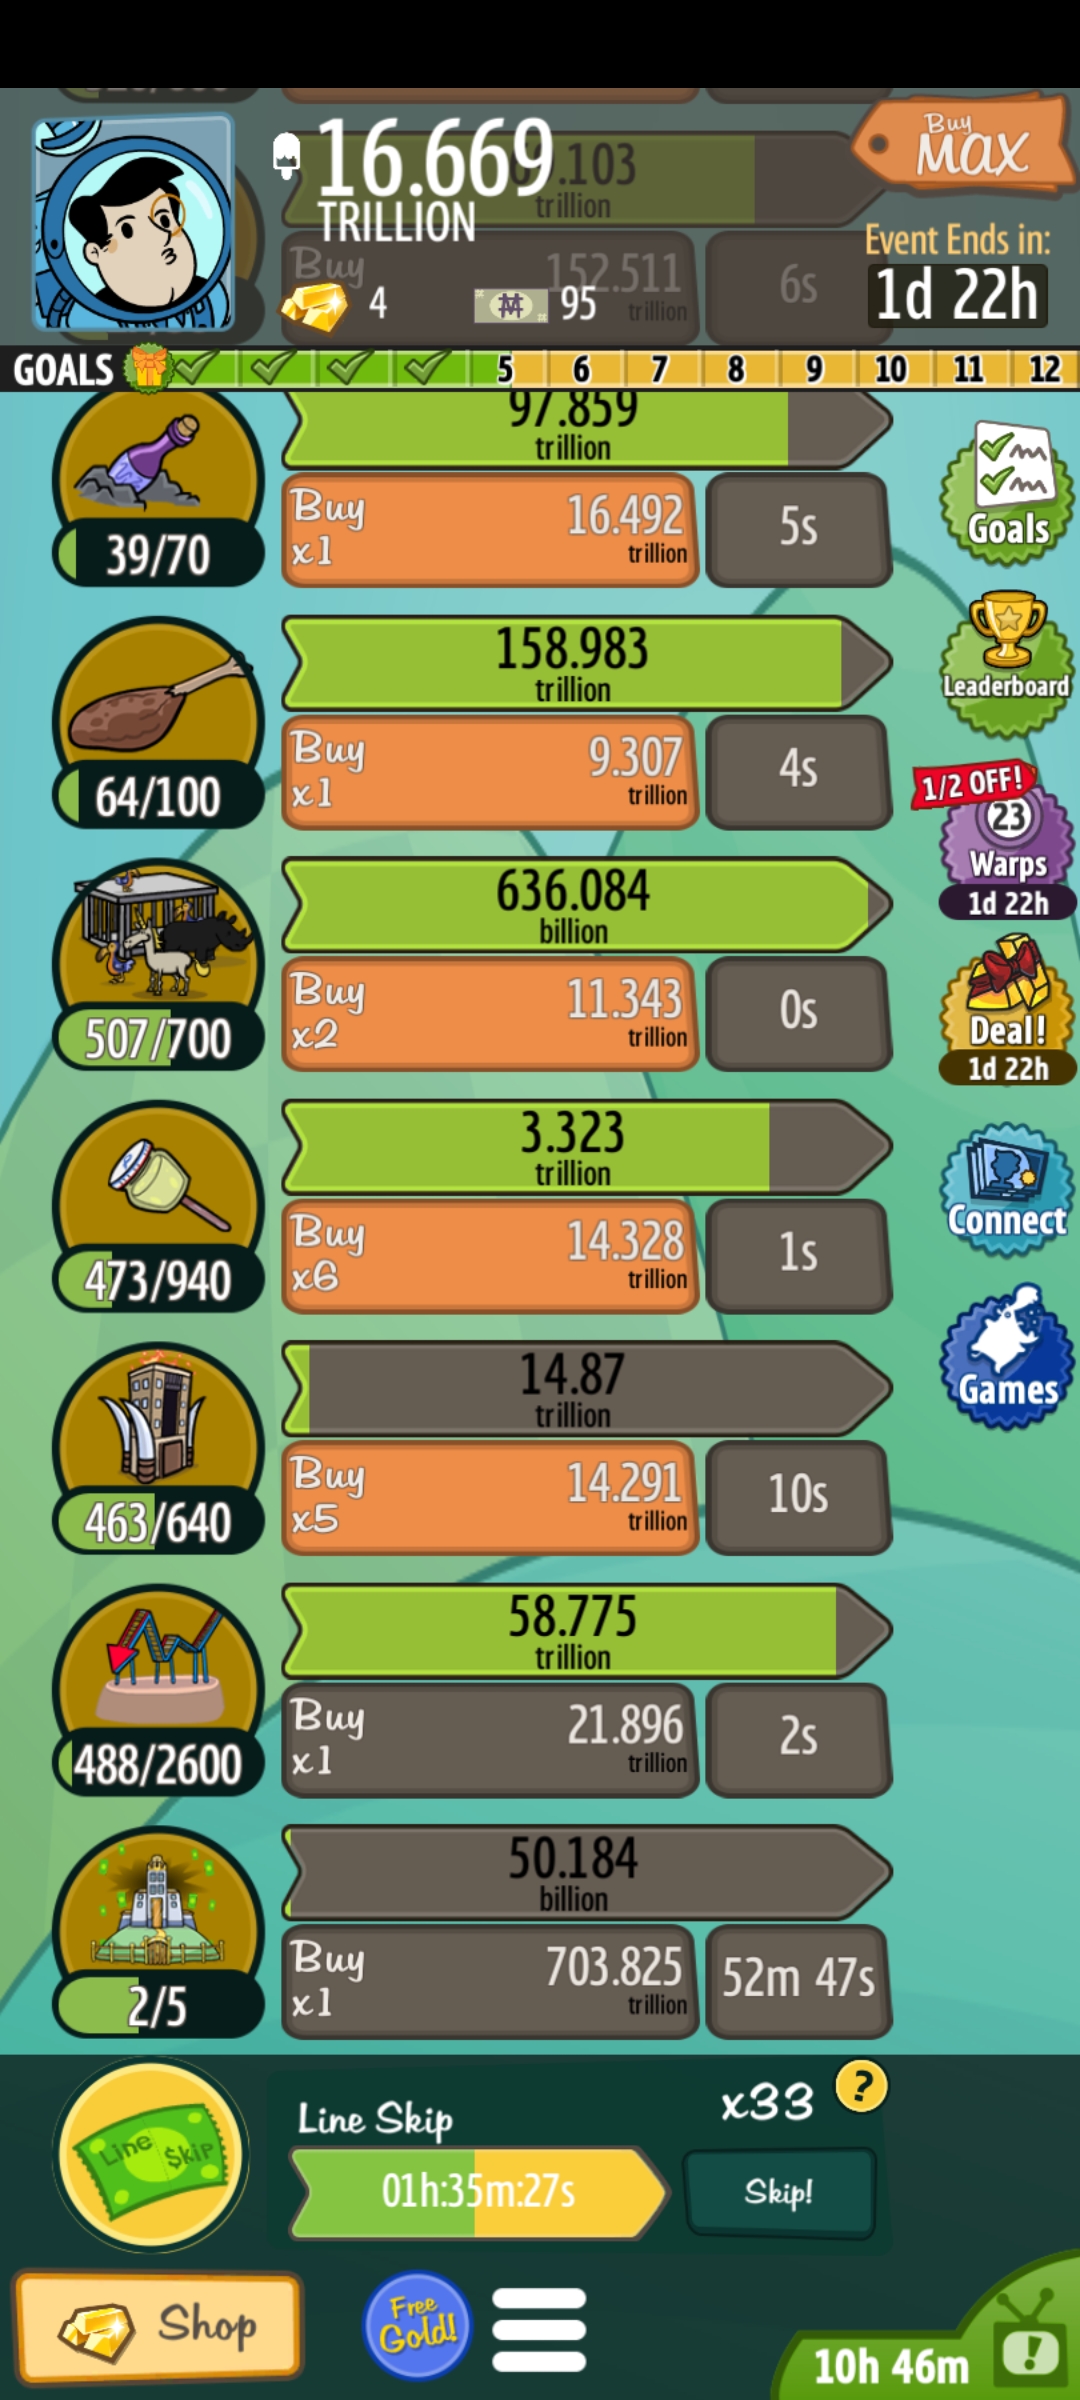 16.669
TRILLION
.103
trillion
Buy
MAX
Event Ends in:
1d 22h
Buy
152.511
trillion
6s
4
95
GOALS
5 6 7 8 9 10 11 12
97.859
trillion
39/70
Buy
x1
16.492
trillion
5s
Goals
158.983
trillion
64/100
Buy
x1
9.307
trillion
4s
Leaderboard
1/2 OFF!
23
Warps
1d 22h
636.084
billion
507/700
Buy
x2
11.343
trillion
0s
Deal!
1d 22h
3.323
trillion
473/940
Buy
x6
14.328
trillion
1s
Connect
14.87
trillion
463/640
Buy
x5
14.291
trillion
10s
Games
58.775
trillion
488/2600
Buy
x1
21.896
trillion
2s
50.184
billion
2/5
Buy
x1
703.825
trillion
52m 47s
Line $kip
Line Skip
x33
?
01h:35m:27s
Skip!
Shop
Free
Gold!
10h 46m
!